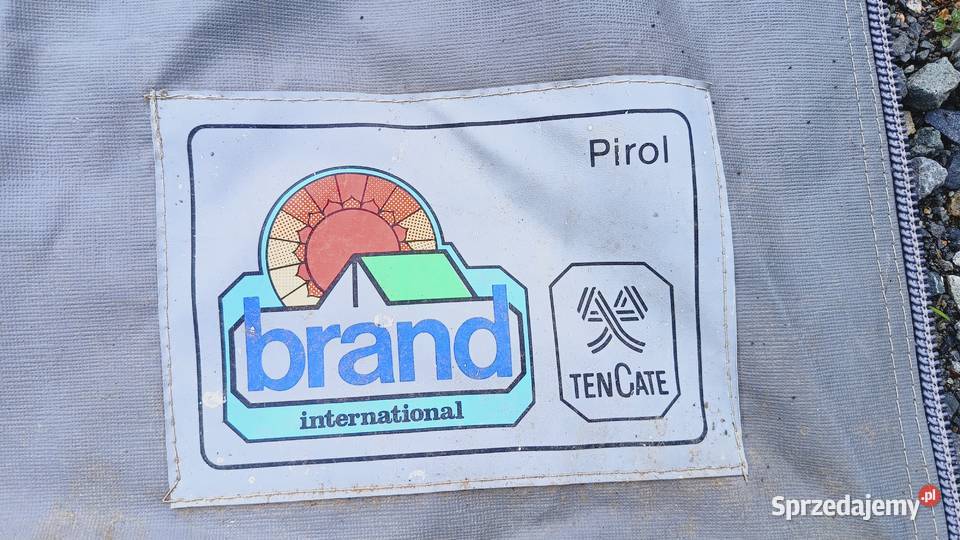 Pirol
brand
international
TENCATE
Sprzedajemy.pl